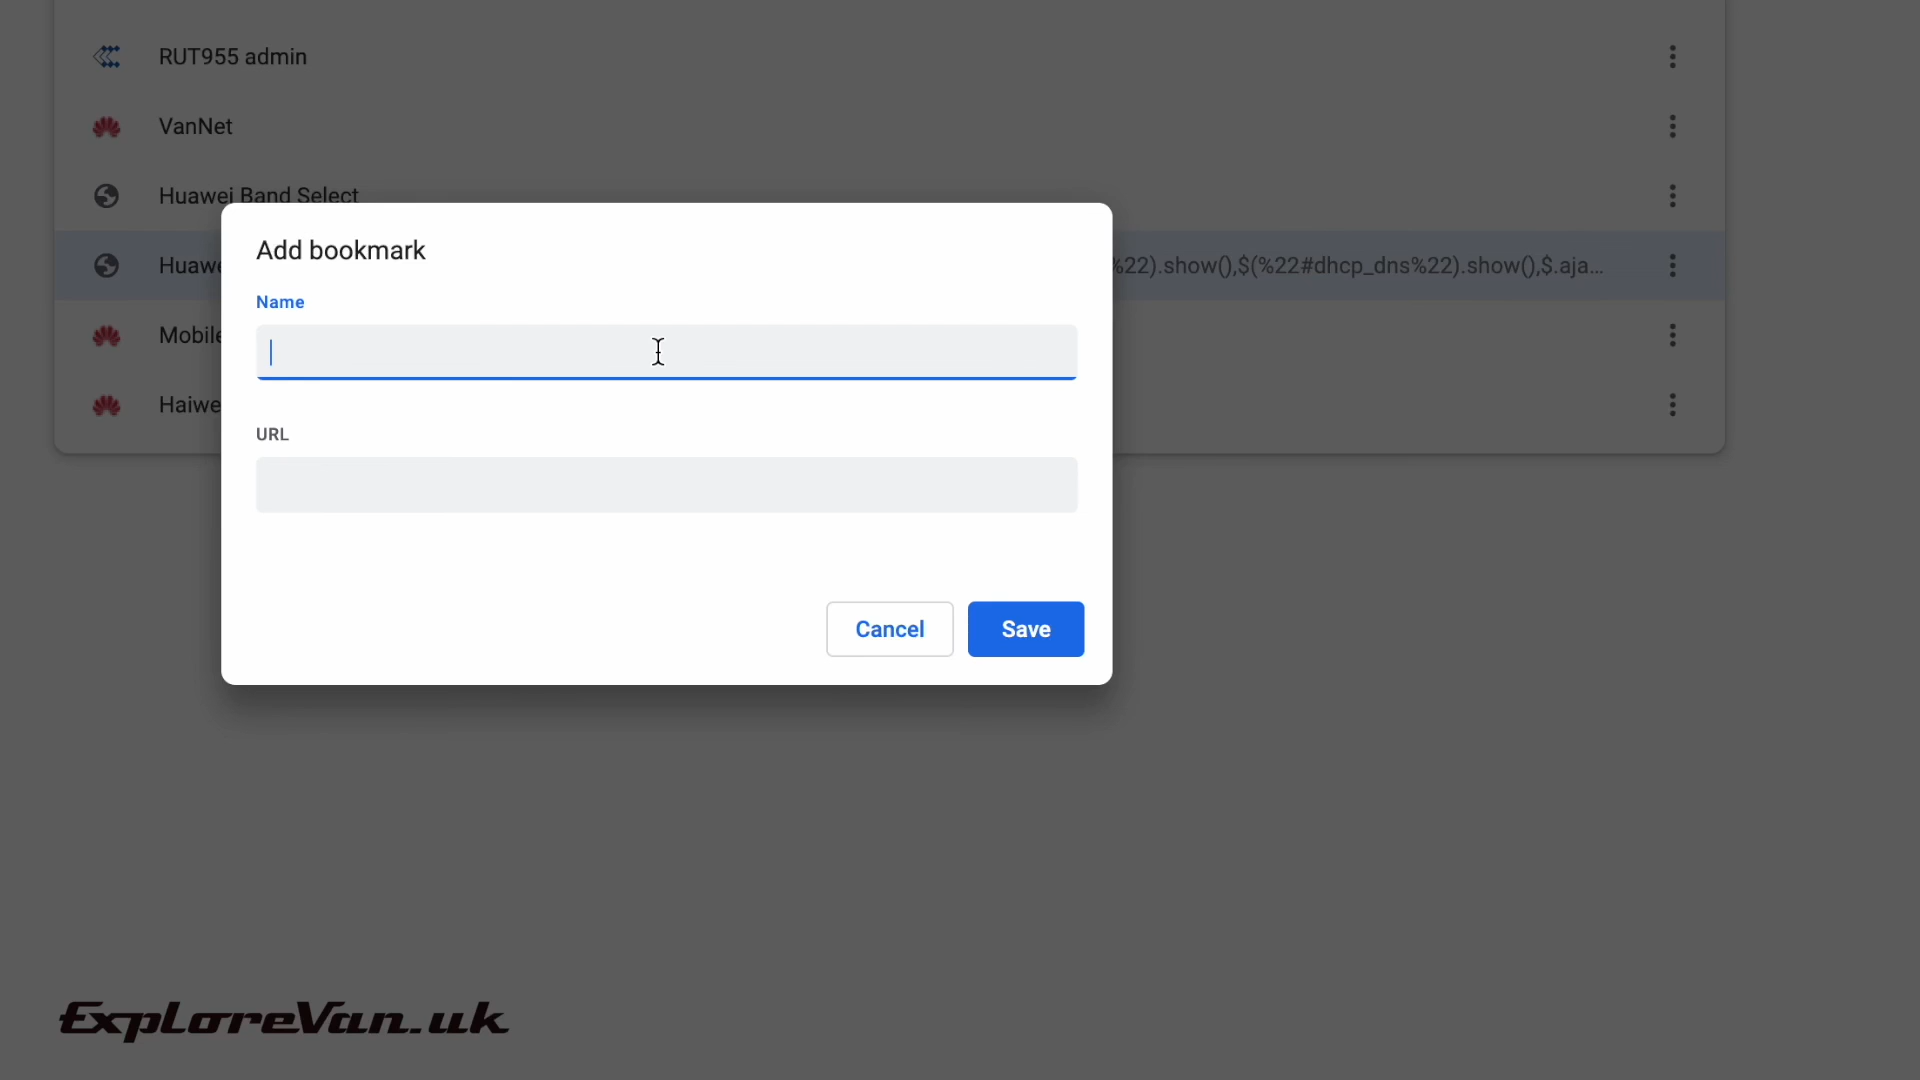 RUT955 admin
VanNet
Huawei Band Select
Add bookmark
Name
Huawe
%22).show(),$(%22#dhcp_dns%22).show(),$.aja...
Mobile
Haiwe
URL
Cancel
Save
ExploreVan.uk